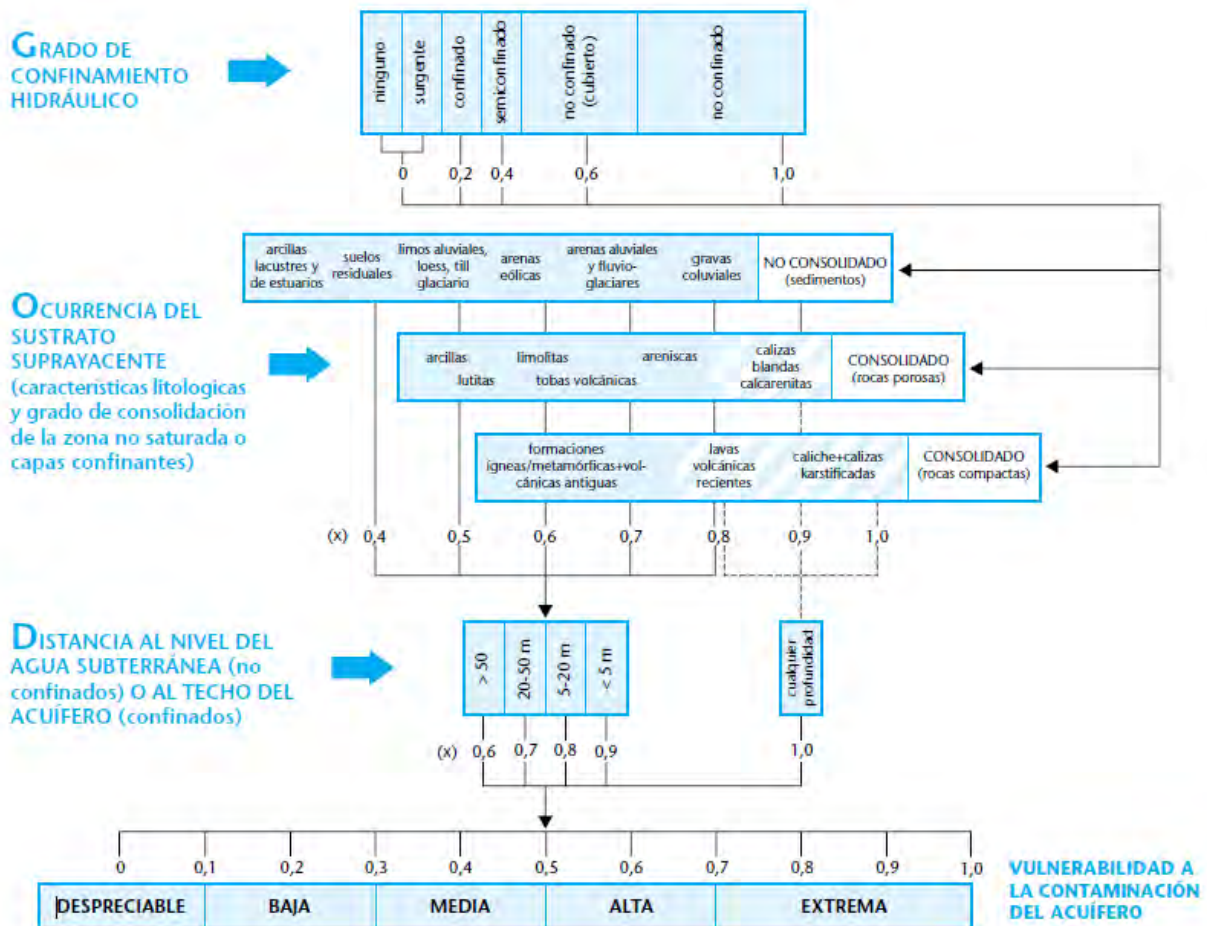 GRADO DE
CONFINAMIENTO
HIDRÁULICO
ninguno
surgente
confinado
semiconfinado
no confinado
(cubierto)
no confinado
0 0,2 0,4 0,6 1,0
OCURRENCIA DEL
SUSTRATO
SUPRAYACENTE
(características litologicas
y grado de consolidación
de la zona no saturada o
capas confinantes)
arcillas
lacustres y
de estuarios
suelos
residuales
limos aluviales,
loess, till
glaciario
arenas
eólicas
arenas aluviales
y fluvio-
glaciares
gravas
coluviales
NO CONSOLIDADO
(sedimentos)
arcillas
lutitas
limolitas
tobas volcánicas
areniscas
calizas
blandas
calcarenitas
CONSOLIDADO
(rocas porosas)
formaciones
igneas/metamórficas+vol-
cánicas antiguas
lavas
volcánicas
recientes
caliche+calizas
karstificadas
CONSOLIDADO
(rocas compactas)
(x) 0,4 0,5 0,6 0,7 0,8 0,9 1,0
DISTANCIA AL NIVEL DEL
AGUA SUBTERRÁNEA (no
confinados) O AL TECHO DEL
ACUÍFERO (confinados)
> 50
20-50 m
5-20 m
< 5 m
cualquier
profundidad
(x) 0,6 0,7 0,8 0,9 1,0
0 0,1 0,2 0,3 0,4 0,5 0,6 0,7 0,8 0,9 1,0
DESPRECIABLE BAJA MEDIA ALTA EXTREMA
VULNERABILIDAD A
LA CONTAMINACIÓN
DEL ACUÍFERO